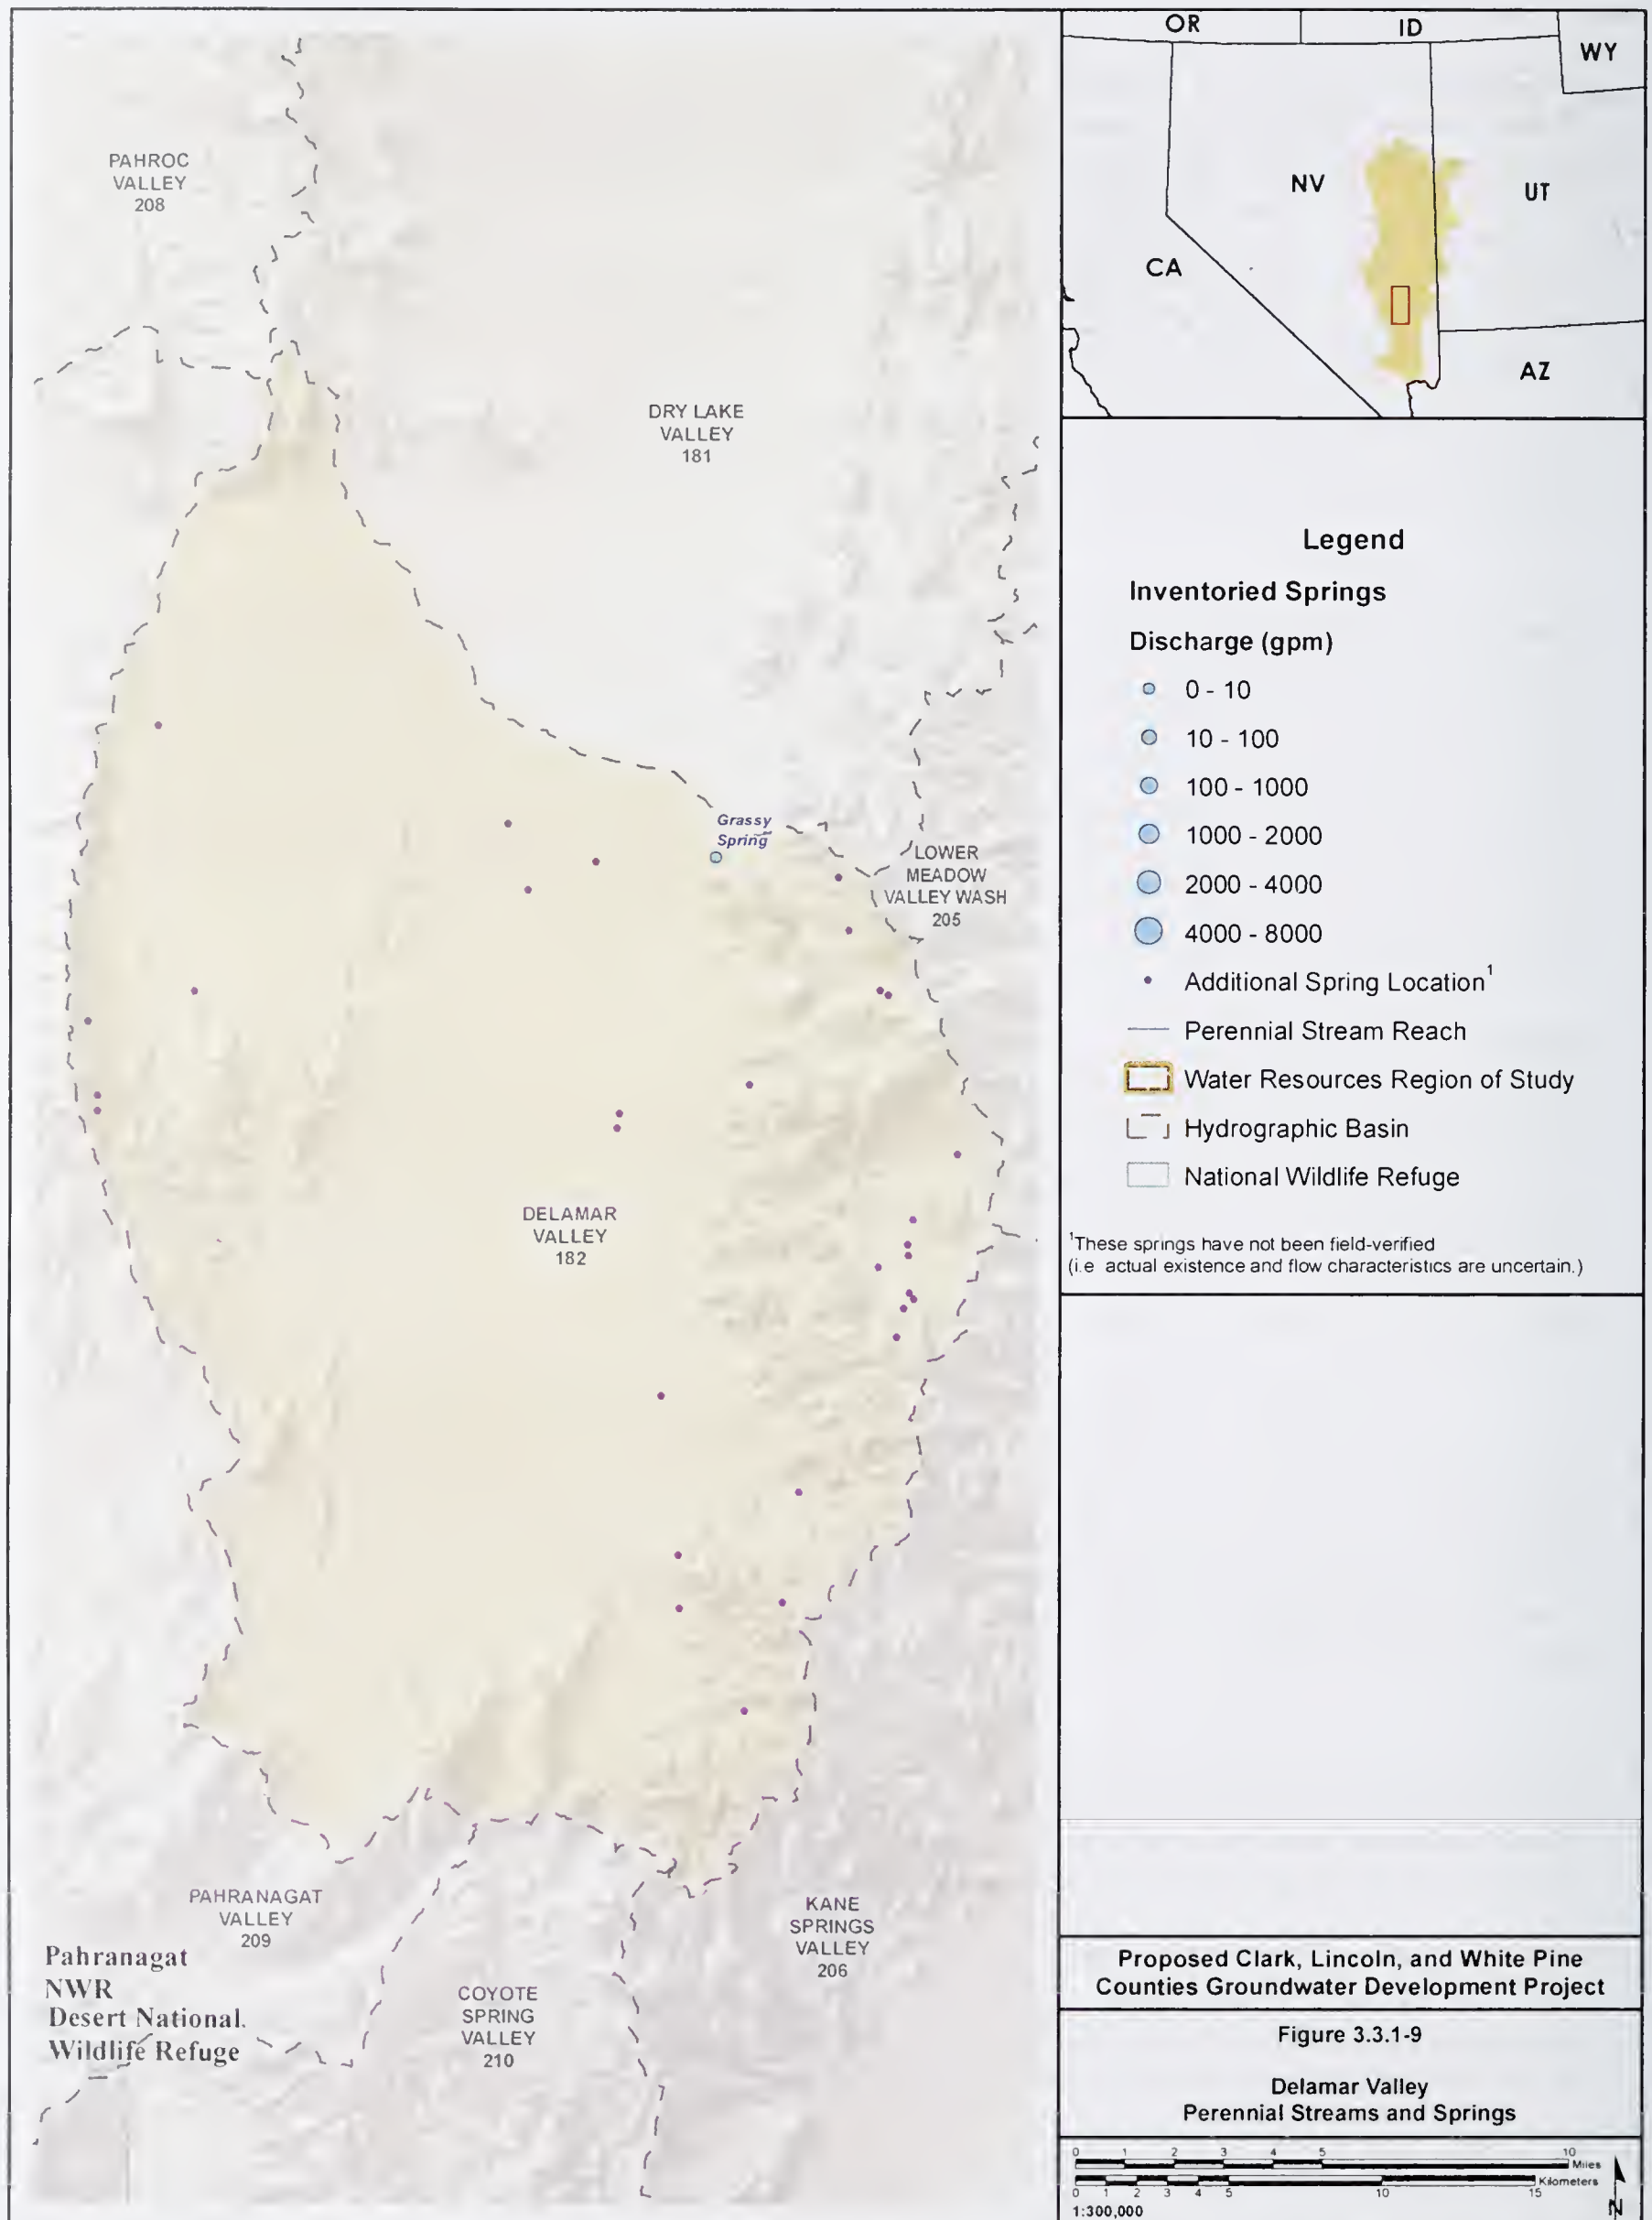 PAHROC
VALLEY
208
DRY LAKE
VALLEY
181
Grassy
Spring
LOWER
MEADOW
VALLEY WASH
205
DELAMAR
VALLEY
182
PAHRANAGAT
VALLEY
209
Pahranagat
NWR
Desert National
Wildlife Refuge
COYOTE
SPRING
VALLEY
210
KANE
SPRINGS
VALLEY
206
OR
ID
WY
NV
UT
CA
AZ
Legend
Inventoried Springs
Discharge (gpm)
0 - 10
10 - 100
100 - 1000
1000 - 2000
2000 - 4000
4000 - 8000
Additional Spring Location¹
Perennial Stream Reach
Water Resources Region of Study
Hydrographic Basin
National Wildlife Refuge
¹These springs have not been field-verified
(i.e actual existence and flow characteristics are uncertain.)
Proposed Clark, Lincoln, and White Pine
Counties Groundwater Development Project
Figure 3.3.1-9
Delamar Valley
Perennial Streams and Springs
0 1 2 3 4 5 10
Miles
Kilometers
0 1 2 3 4 5 10 15
1:300,000
N